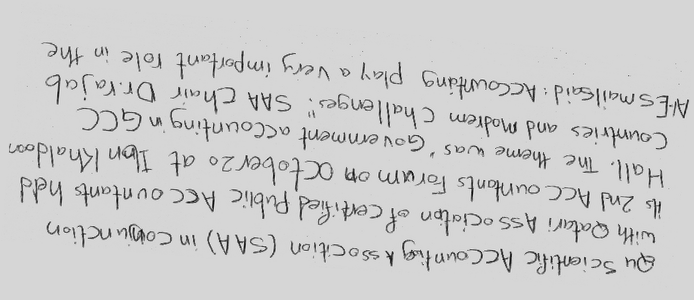 QU Scientific Accounting Association (SAA) in conjunction
with Qatari Association of certified Public Accountants held
its 2nd Accountants Forum on October 20 at Ibn Khaldoon
Hall. The theme was "Government accounting in GCC
Countries and modrem challenges". SAA Chair Dr. rajab
Al-Esmailsaid: Accounting play a very important role in the